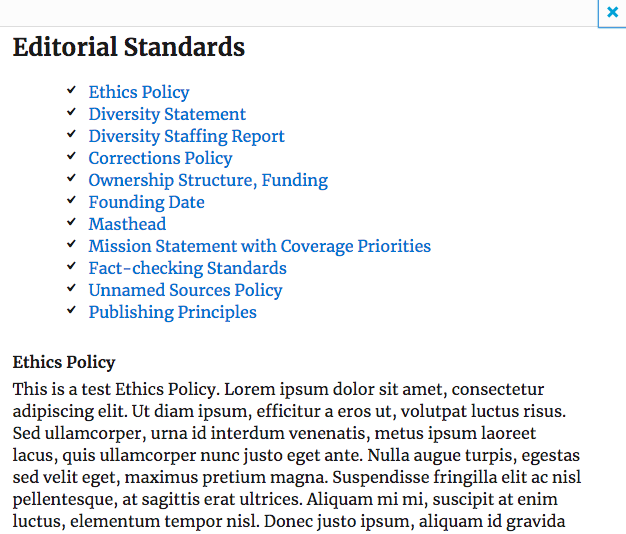 Editorial Standards
Ethics Policy
Diversity Statement
Diversity Staffing Report
Corrections Policy
Ownership Structure, Funding
Founding Date
Masthead
Mission Statement with Coverage Priorities
Fact-checking Standards
Unnamed Sources Policy
Publishing Principles
Ethics Policy
This is a test Ethics Policy. Lorem ipsum dolor sit amet, consectetur
adipiscing elit. Ut diam ipsum, efficitur a eros ut, volutpat luctus risus.
Sed ullamcorper, urna id interdum venenatis, metus ipsum laoreet
lacus, quis ullamcorper nunc justo eget ante. Nulla augue turpis, egestas
sed velit eget, maximus pretium magna. Suspendisse fringilla elit ac nisl
pellentesque, at sagittis erat ultrices. Aliquam mi mi, suscipit at enim
luctus, elementum tempor nisl. Donec justo ipsum, aliquam id gravida